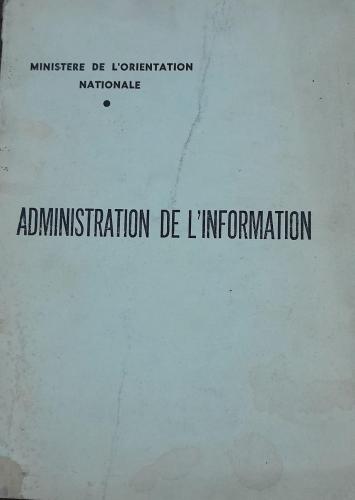 MINISTERE DE L'ORIENTATION
NATIONALE
ADMINISTRATION DE L'INFORMATION